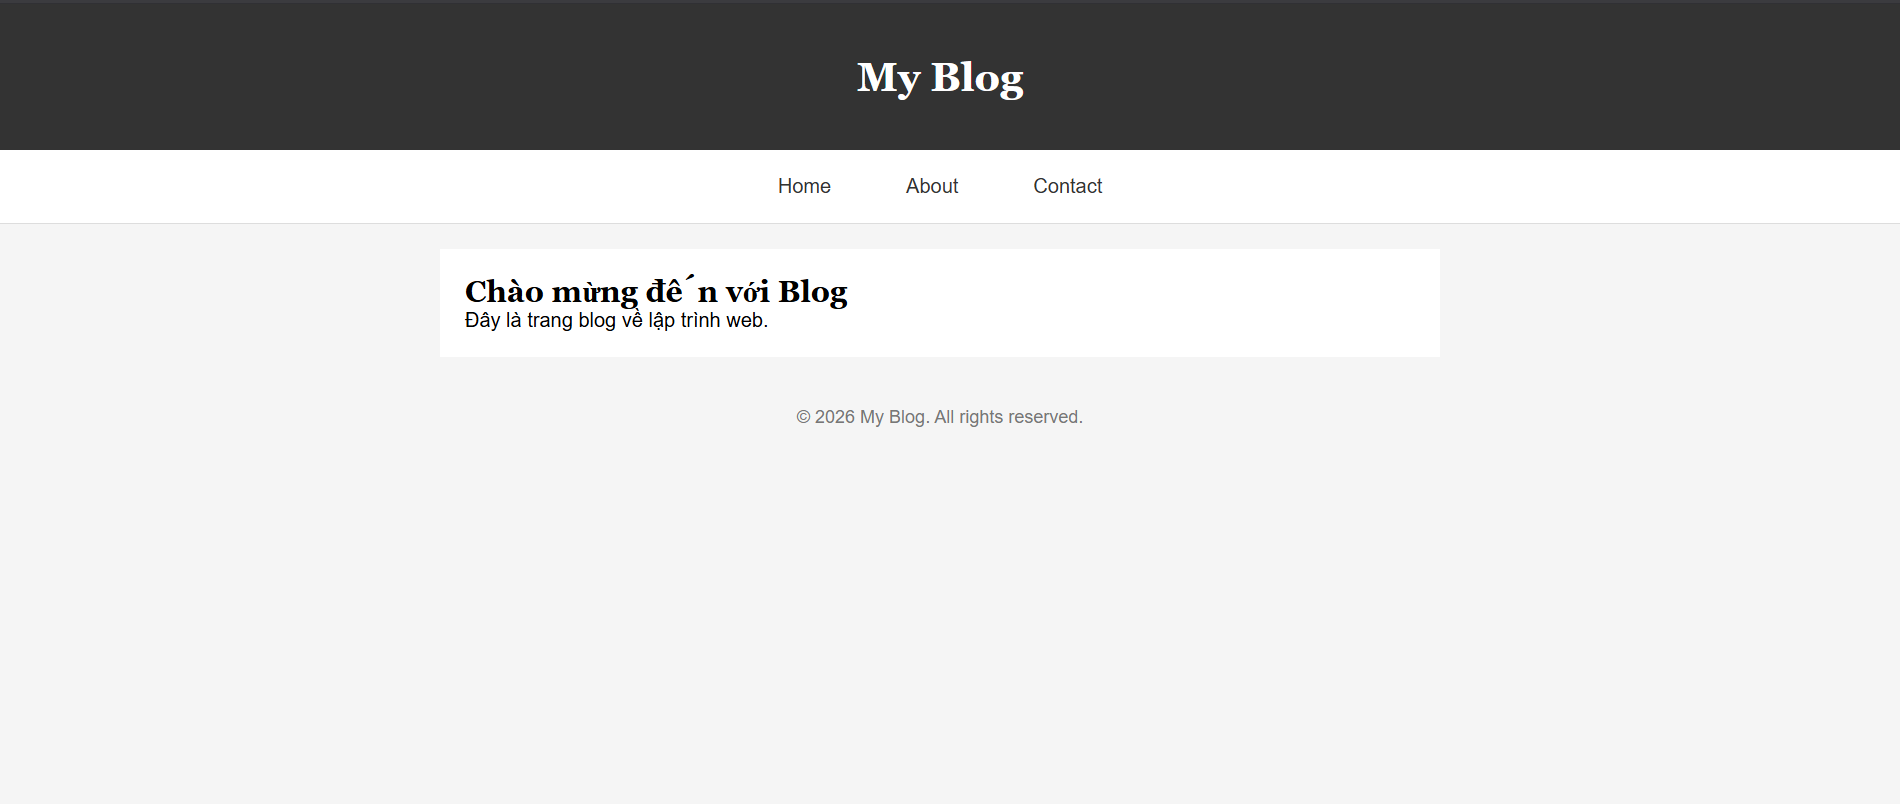 My Blog
Home About Contact
Chào mừng đến với Blog
Đây là trang blog về lập trình web.
© 2026 My Blog. All rights reserved.